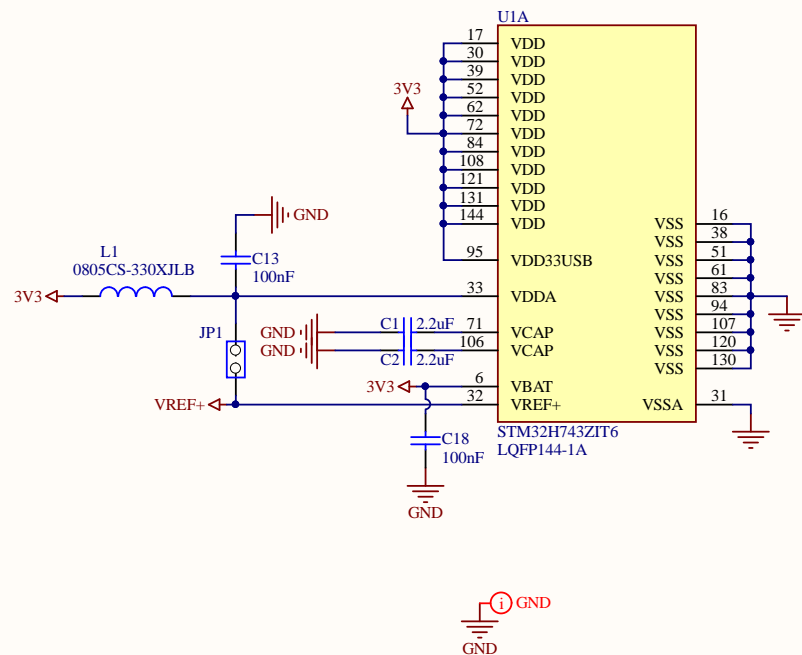 U1A
17 VDD
30 VDD
39 VDD
52 VDD
3V3
62 VDD
72 VDD
84 VDD
108 VDD
121 VDD
131 VDD
144 VDD
VSS 16
GND
VSS 38
L1
C13
95 VDD33USB
VSS 51
0805CS-330XJLB
100nF
VSS 61
3V3
33 VDDA
VSS 83
VSS 94
JP1
GND
C1 2.2uF
71 VCAP
VSS 107
GND
C2 2.2uF
106 VCAP
VSS 120
VSS 130
3V3
6 VBAT
VREF+
32 VREF+
VSSA 31
STM32H743ZIT6
C18
LQFP144-1A
100nF
GND
i GND
GND